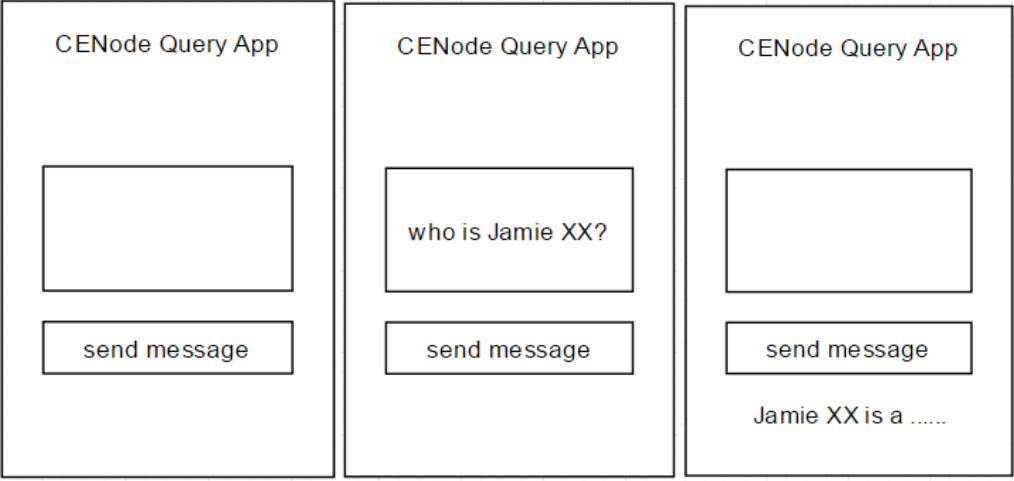 CENode Query App
send message
CENode Query App
who is Jamie XX?
send message
CENode Query App
send message
Jamie XX is a ......